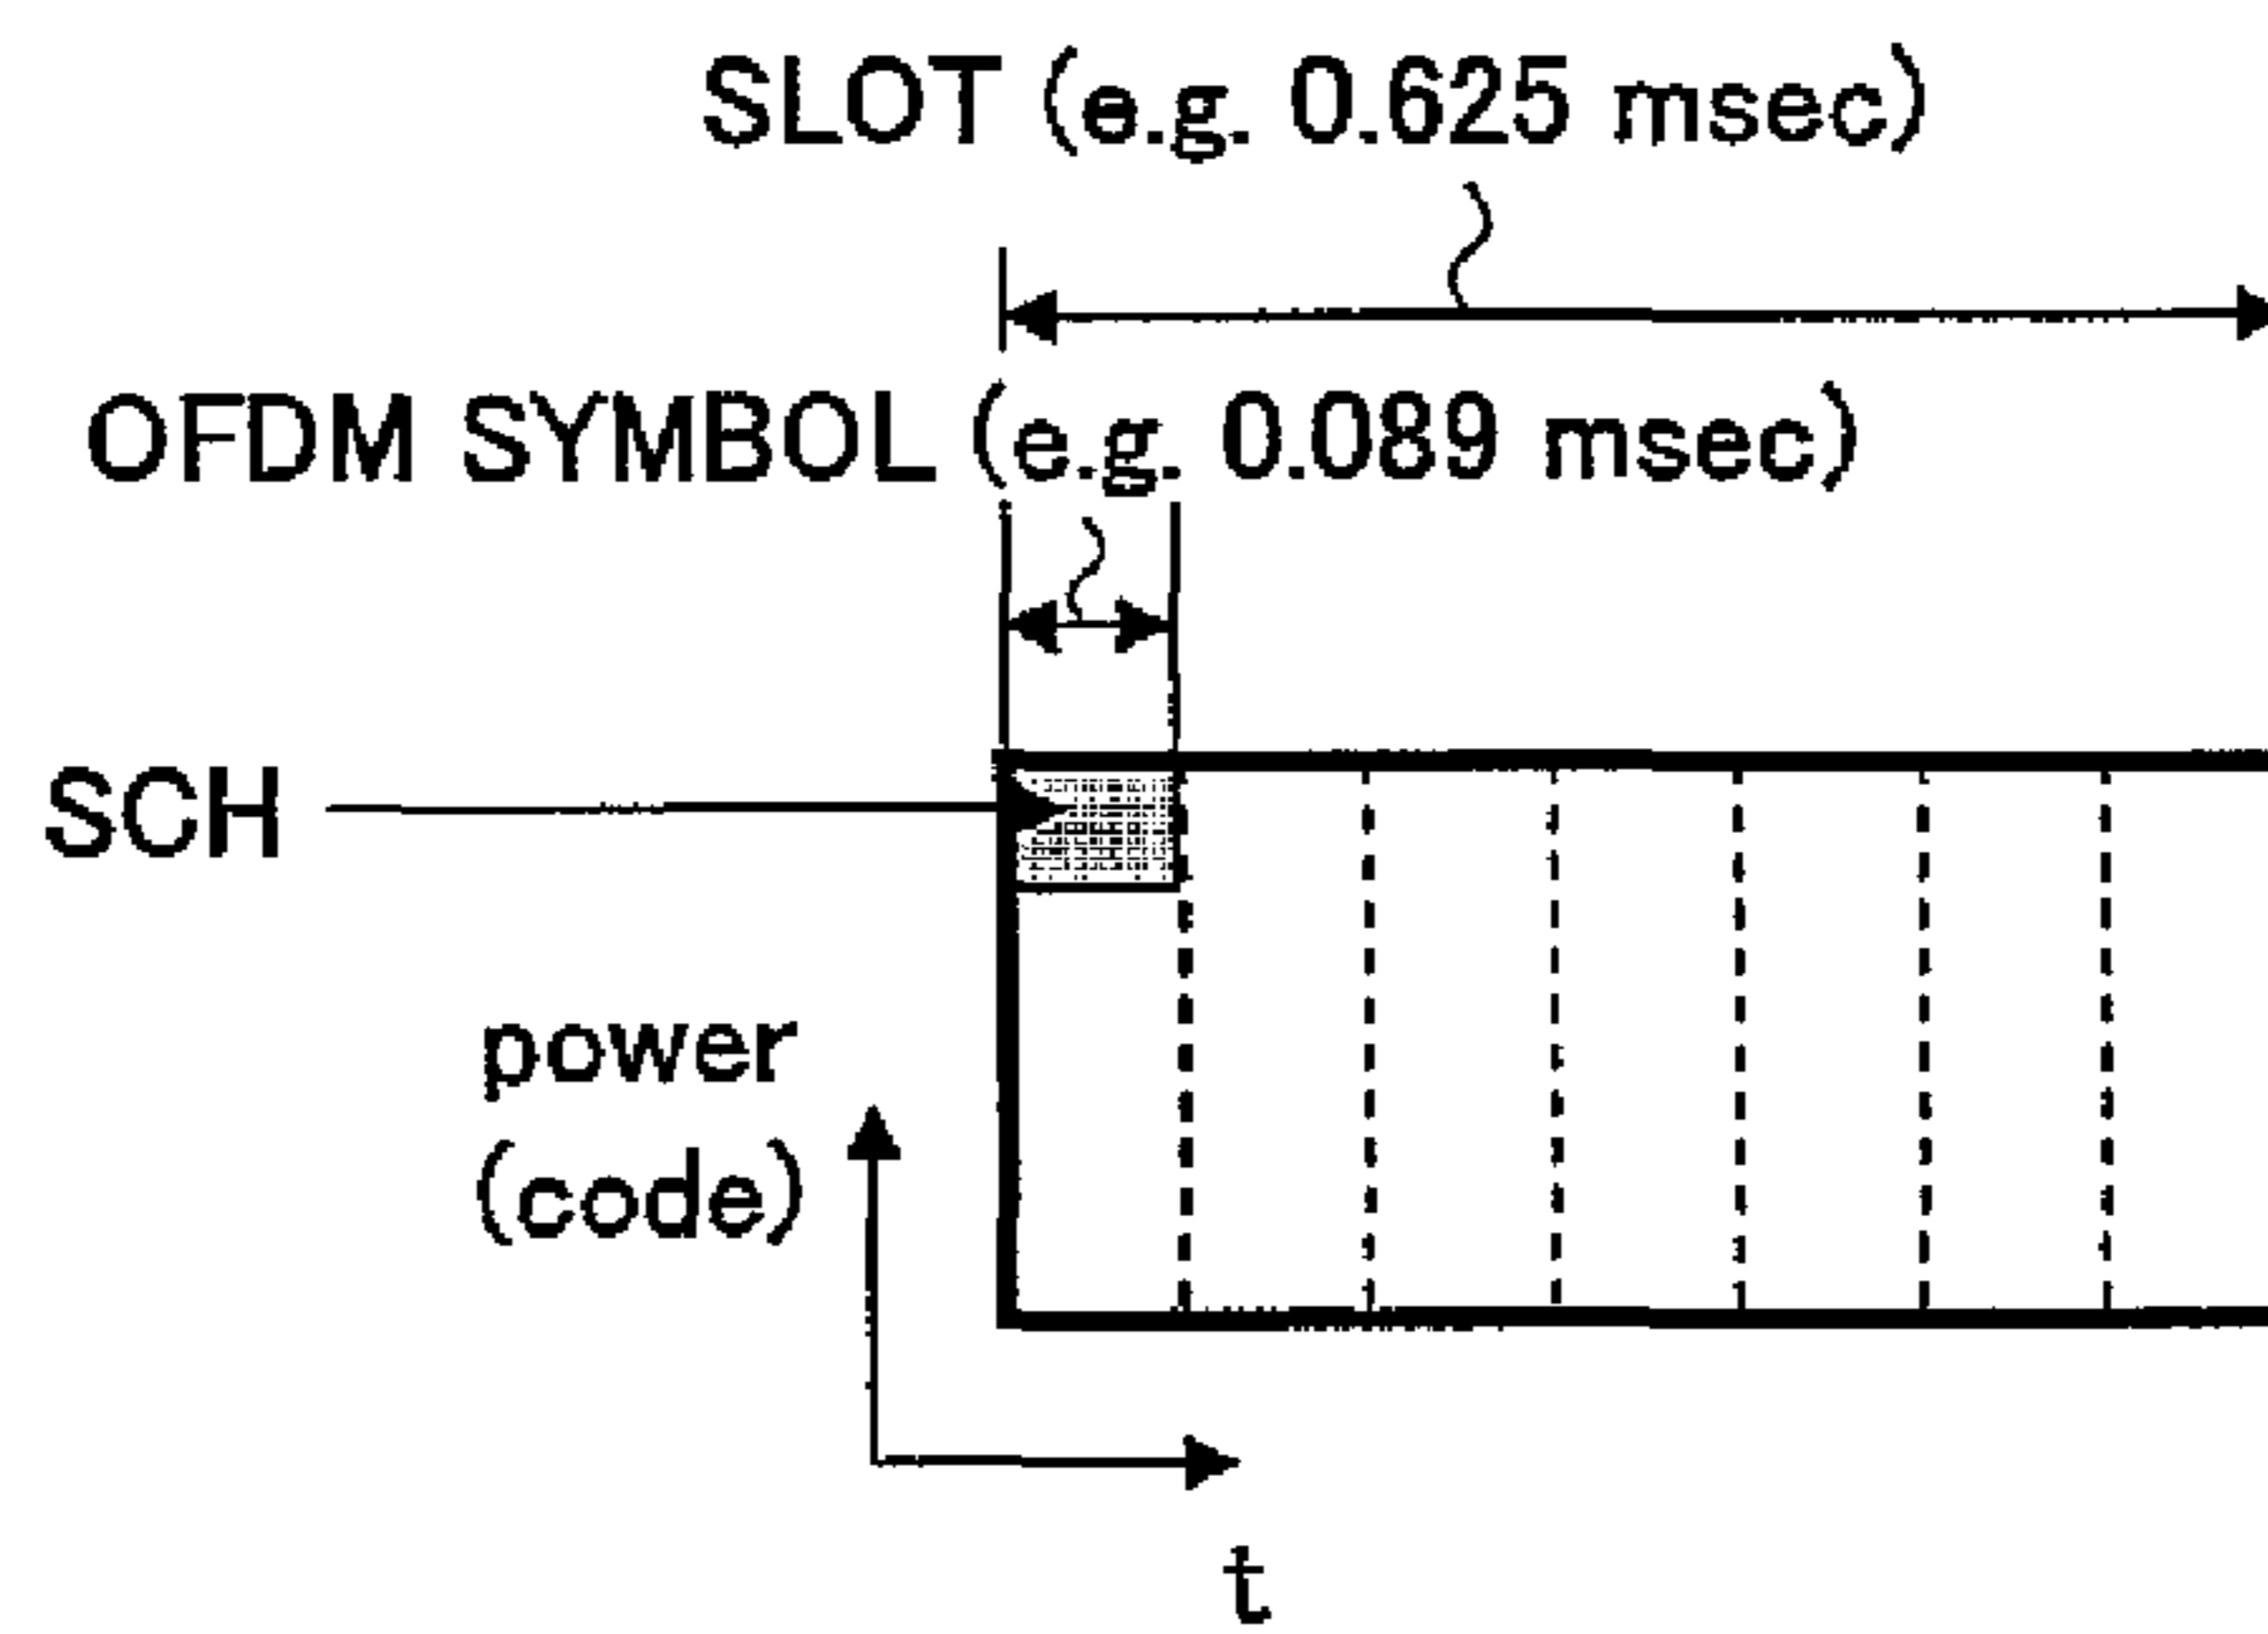 SLOT (e.g. 0.625 msec)
OFDM SYMBOL (e.g. 0.089 msec)
SCH
power
(code)
t